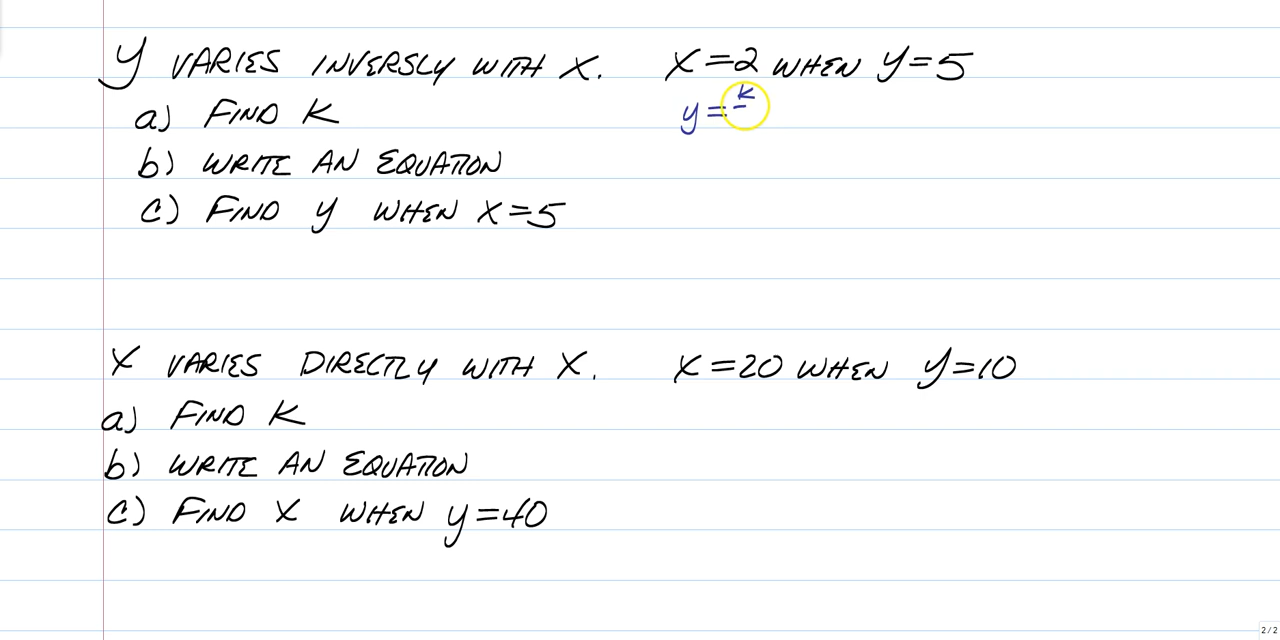 Y VARIES INVERSLY WITH X. X=2 WHEN Y=5
a) FIND K y=k
b) WRITE AN EQUATION
c) FIND y WHEN X=5
X VARIES DIRECTLY WITH X. X=20 WHEN Y=10
a) FIND K
b) WRITE AN EQUATION
c) FIND X WHEN y=40
2/2